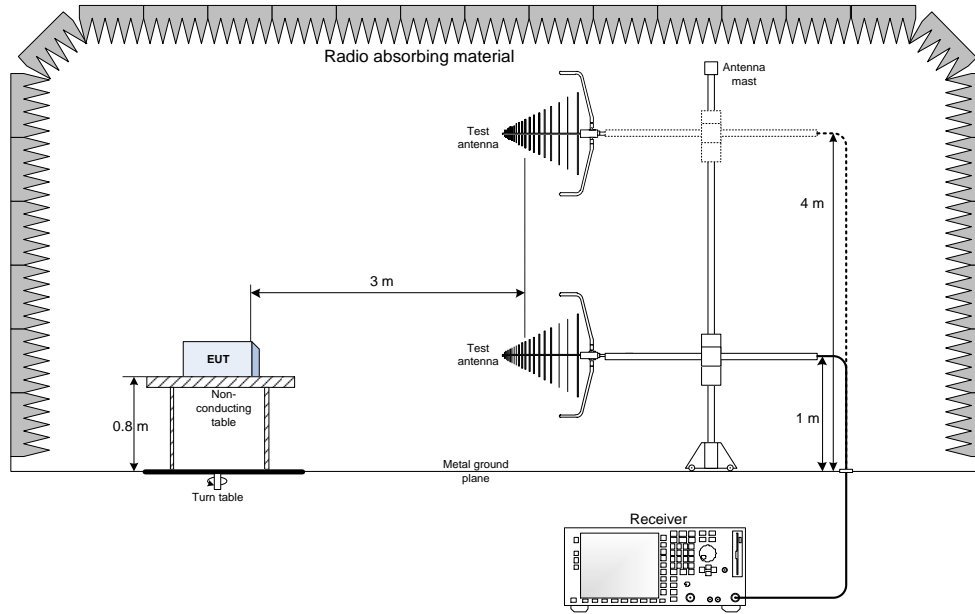 Radio absorbing material
Antenna
mast
Test
antenna
4 m
3 m
Test
antenna
EUT
Non-
conducting
table
0.8 m
1 m
Metal ground
plane
Turn table
Receiver